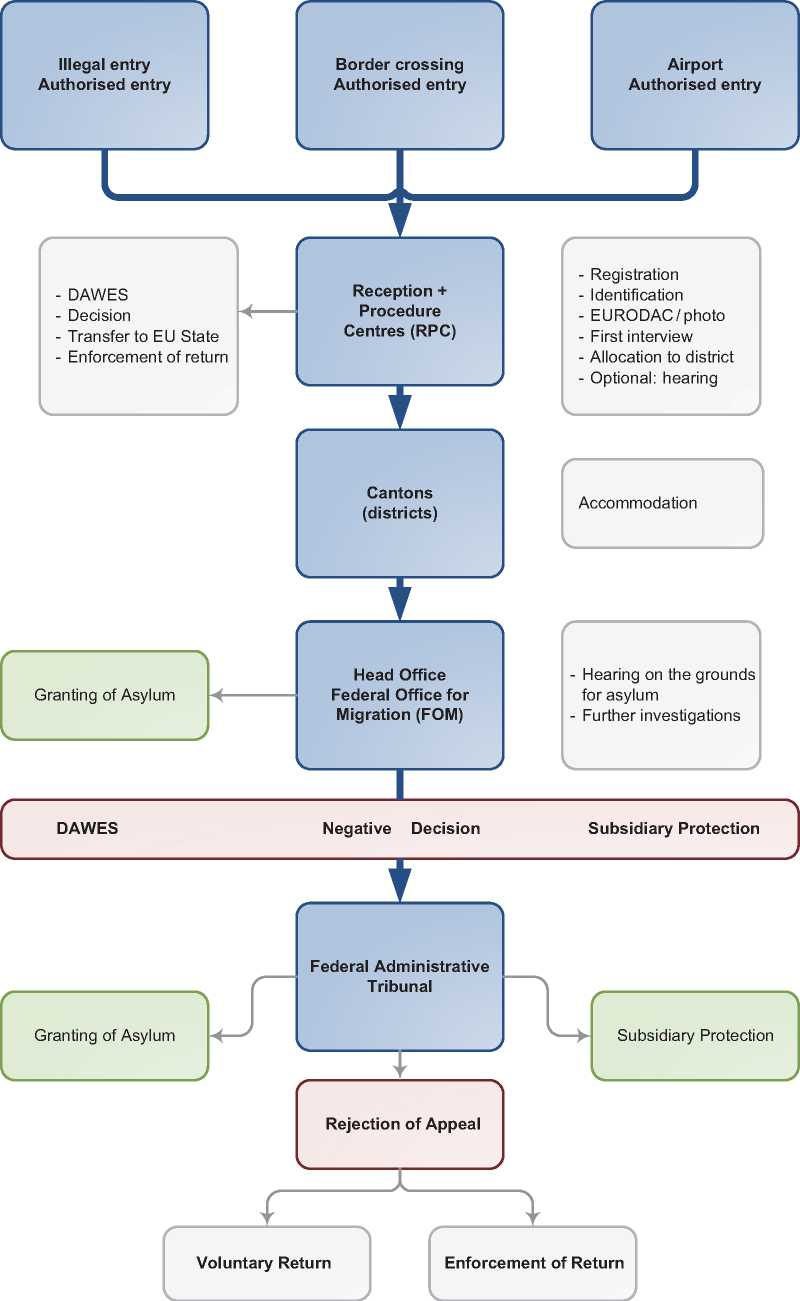 Illegal entry
Authorised entry
Border crossing
Authorised entry
Airport
Authorised entry
- DAWES
- Decision
- Transfer to EU State
- Enforcement of return
Reception +
Procedure
Centres (RPC)
- Registration
- Identification
- EURODAC / photo
- First interview
- Allocation to district
- Optional: hearing
Cantons
(districts)
Accommodation
Granting of Asylum
Head Office
Federal Office for
Migration (FOM)
- Hearing on the grounds
for asylum
- Further investigations
DAWES Negative Decision Subsidiary Protection
Federal Administrative
Tribunal
Granting of Asylum
Subsidiary Protection
Rejection of Appeal
Voluntary Return
Enforcement of Return